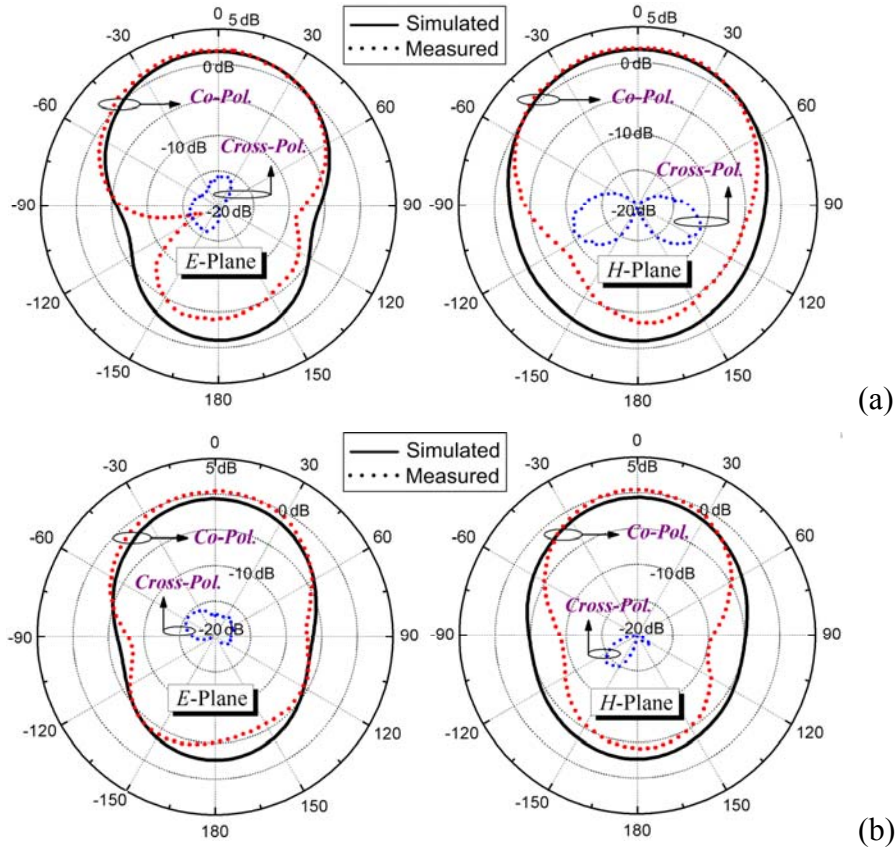 0
-30
30
5 dB
0 dB
-60
60
Co-Pol.
-10 dB
Cross-Pol.
-90
90
-20 dB
E-Plane
-120
120
-150
150
180
Simulated
Measured
0
-30
30
5 dB
0 dB
-60
60
Co-Pol.
-10 dB
Cross-Pol.
-90
90
-20 dB
H-Plane
-120
120
-150
150
180
(a)
0
-30
30
5 dB
0 dB
-60
60
Co-Pol.
-10 dB
Cross-Pol.
-90
90
-20 dB
E-Plane
-120
120
-150
150
180
Simulated
Measured
0
-30
30
5 dB
0 dB
-60
60
Co-Pol.
-10 dB
Cross-Pol.
-90
90
-20 dB
H-Plane
-120
120
-150
150
180
(b)